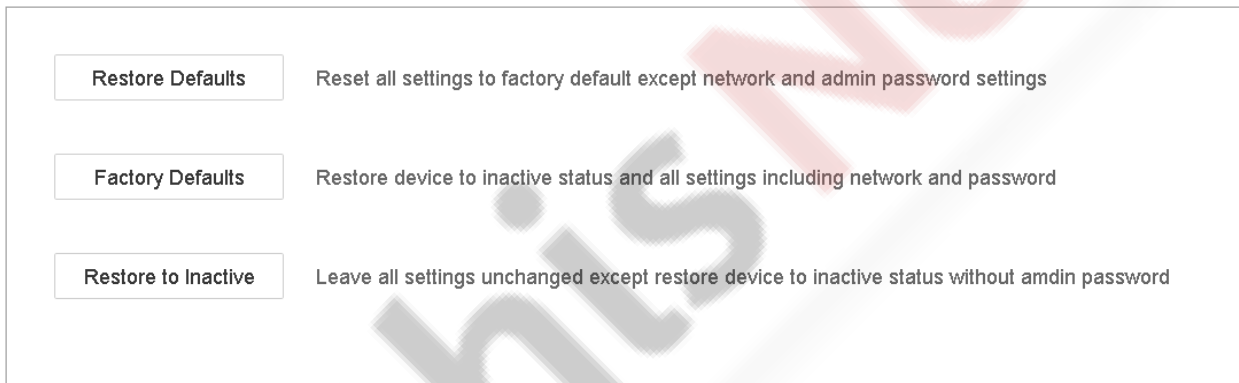 Restore Defaults Reset all settings to factory default except network and admin password settings
Factory Defaults Restore device to inactive status and all settings including network and password
Restore to Inactive Leave all settings unchanged except restore device to inactive status without amdin password
his